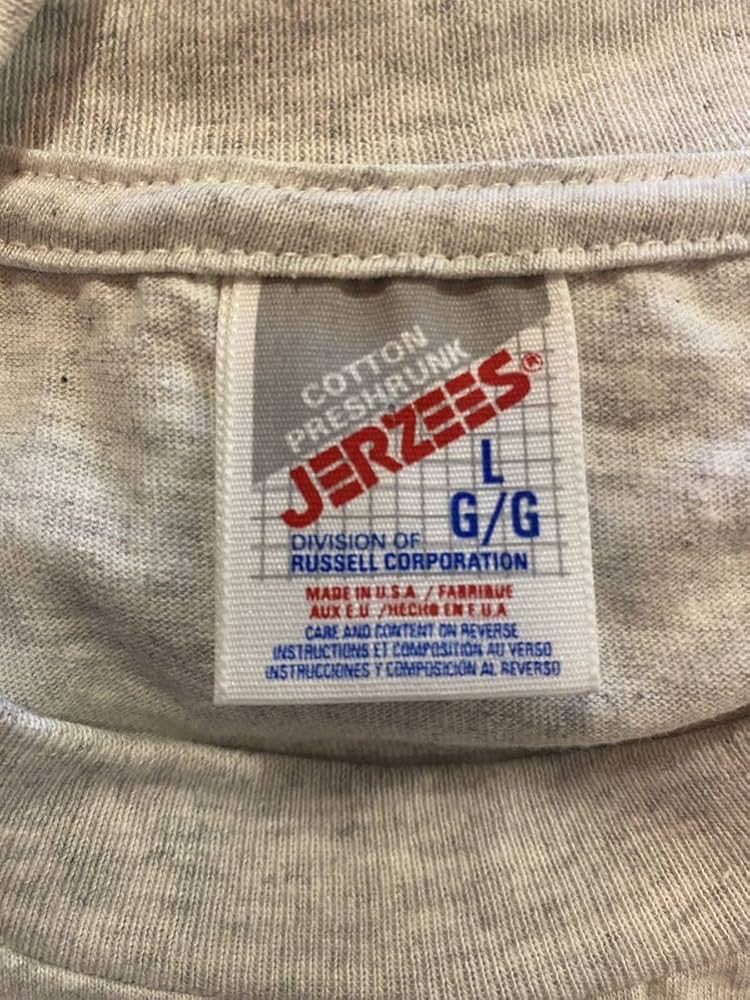 COTTON
PRESHRUNK
JERZEES®
L
G/G
DIVISION OF
RUSSELL CORPORATION
MADE IN U.S.A. / FABRIQUE
AUX E.U. / HECHO EN E.U.A
CARE AND CONTENT ON REVERSE
INSTRUCTIONS ET COMPOSITION AU VERSO
INSTRUCCIONES Y COMPOSICION AL REVERSO